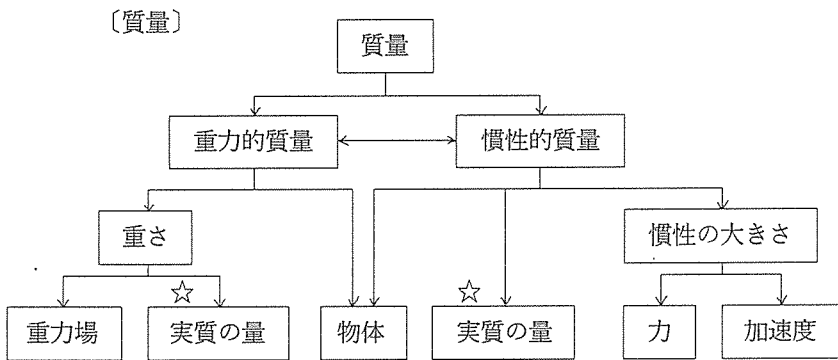 〔質量〕
質量
重力的質量
慣性的質量
重さ
慣性の大きさ
☆
☆
重力場
実質の量
物体
実質の量
力
加速度